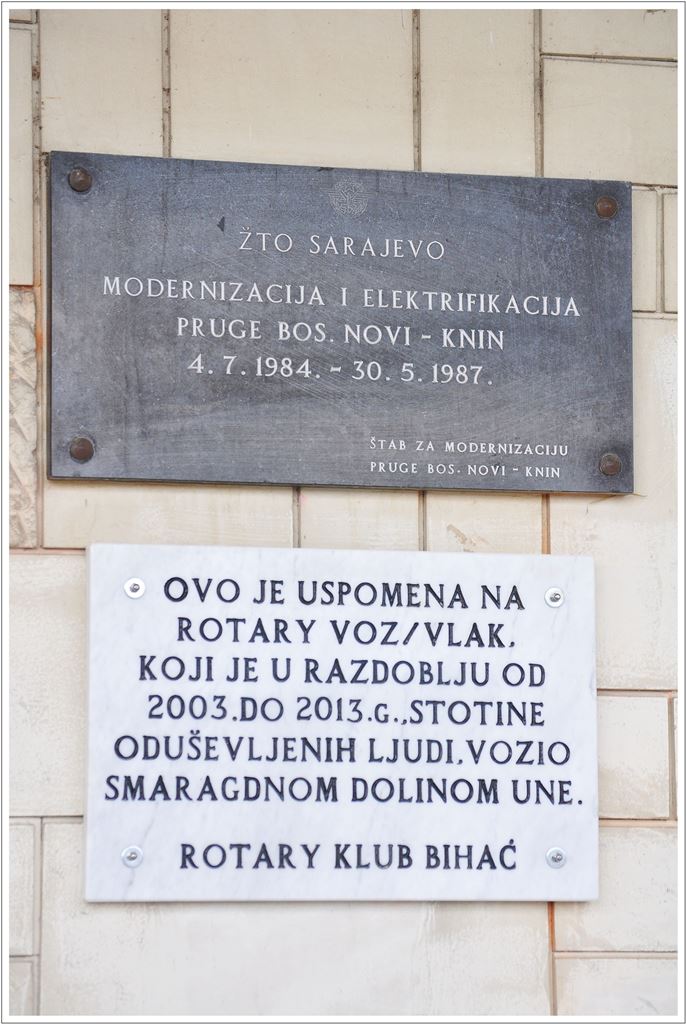 ŽTO SARAJEVO
MODERNIZACIJA I ELEKTRIFIKACIJA
PRUGE BOS. NOVI - KNIN
4. 7. 1984. - 30. 5. 1987.
ŠTAB ZA MODERNIZACIJU
PRUGE BOS. NOVI - KNIN
OVO JE USPOMENA NA
ROTARY VOZ/VLAK,
KOJI JE U RAZDOBLJU OD
2003.DO 2013.G.,STOTINE
ODUŠEVLJENIH LJUDI,VOZIO
SMARAGDNOM DOLINOM UNE.
ROTARY KLUB BIHAĆ